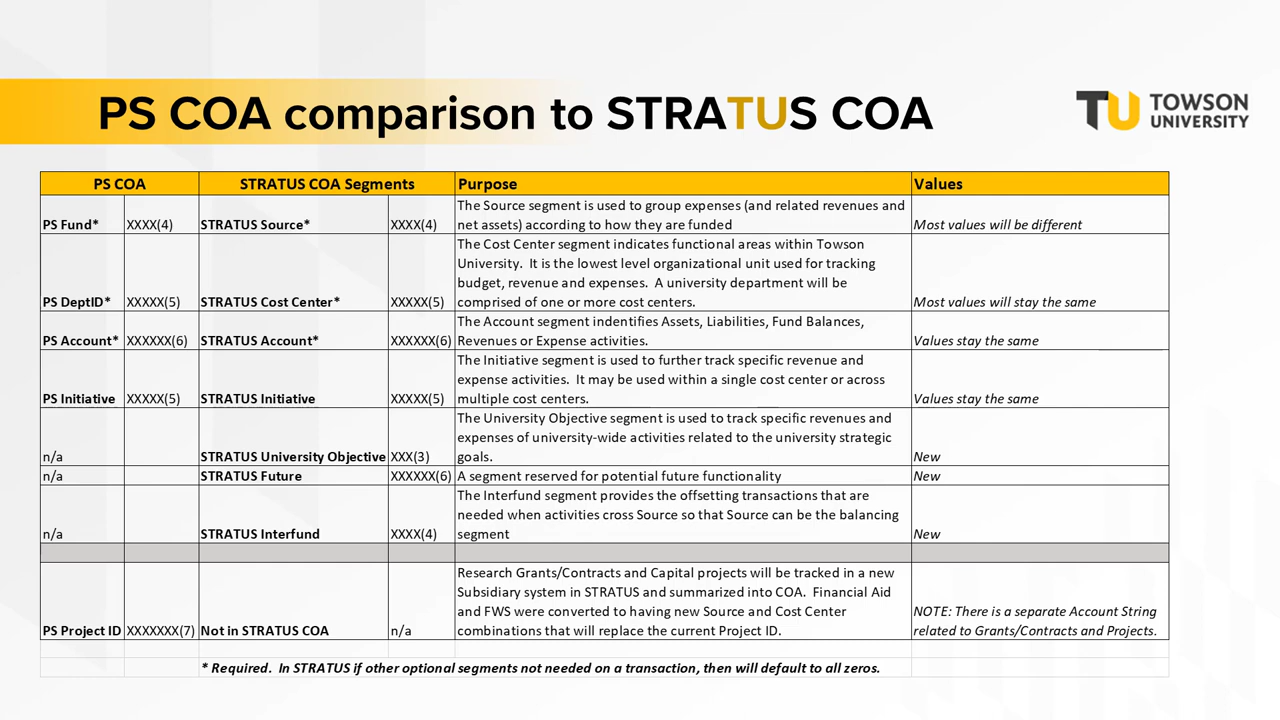 PS COA comparison to STRATUS COA
TU TOWSON
UNIVERSITY
PS COA STRATUS COA Segments Purpose Values
The Source segment is used to group expenses (and related revenues and
PS Fund* XXXX(4) STRATUS Source* XXXX(4) net assets) according to how they are funded Most values will be different
The Cost Center segment indicates functional areas within Towson
University. It is the lowest level organizational unit used for tracking
budget, revenue and expenses. A university department will be
PS DeptID* XXXXX(5) STRATUS Cost Center* XXXXX(5) comprised of one or more cost centers. Most values will stay the same
The Account segment indentifies Assets, Liabilities, Fund Balances,
PS Account* XXXXXX(6) STRATUS Account* XXXXXX(6) Revenues or Expense activities. Values stay the same
The Initiative segment is used to further track specific revenue and
expense activities. It may be used within a single cost center or across
PS Initiative XXXXX(5) STRATUS Initiative XXXXX(5) multiple cost centers. Values stay the same
The University Objective segment is used to track specific revenues and
expenses of university-wide activities related to the university strategic
n/a STRATUS University Objective XXX(3) goals. New
n/a STRATUS Future XXXXXX(6) A segment reserved for potential future functionality New
The Interfund segment provides the offsetting transactions that are
needed when activities cross Source so that Source can be the balancing
n/a STRATUS Interfund XXXX(4) segment New
Research Grants/Contracts and Capital projects will be tracked in a new
Subsidiary system in STRATUS and summarized into COA. Financial Aid
and FWS were converted to having new Source and Cost Center NOTE: There is a separate Account String
PS Project ID XXXXXXX(7) Not in STRATUS COA n/a combinations that will replace the current Project ID. related to Grants/Contracts and Projects.
* Required. In STRATUS if other optional segments not needed on a transaction, then will default to all zeros.